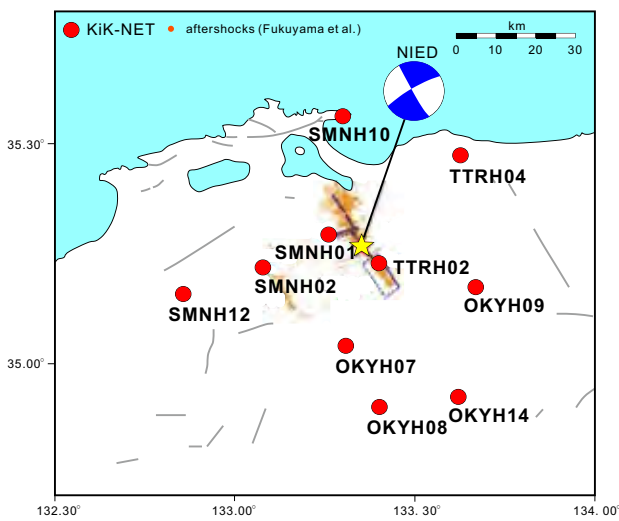 KiK-NET aftershocks (Fukuyama et al.)
km
0 10 20 30
NIED
SMNH10
35.30°
TTRH04
SMNH01
TTRH02
SMNH02
OKYH09
SMNH12
OKYH07
35.00°
OKYH14
OKYH08
132.30° 133.00° 133.30° 134.00°